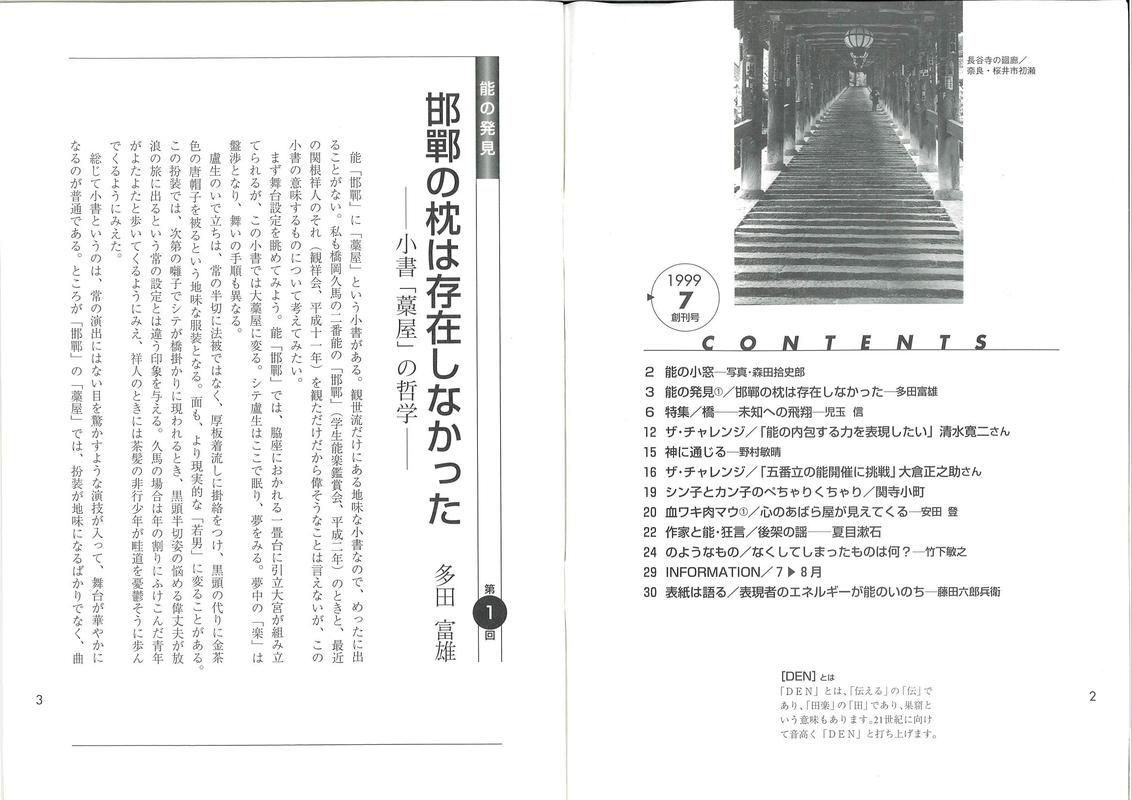 長谷寺の廻廊／
奈良・桜井市初瀬
1999
7
創刊号
CONTENTS
2 能の小窓─写真・森田拾史郎
3 能の発見①／邯鄲の枕は存在しなかった─多田富雄
6 特集／橋──未知への飛翔─児玉 信
12 ザ・チャレンジ／「能の内包する力を表現したい」清水寛二さん
15 神に通じる─野村敏晴
16 ザ・チャレンジ／「五番立の能開催に挑戦」大倉正之助さん
19 シン子とカン子のぺちゃりくちゃり／関寺小町
20 血ワキ肉マウ①／心のあばら屋が見えてくる─安田 登
22 作家と能・狂言／後架の謡──夏目漱石
24 のようなもの／なくしてしまったものは何？─竹下敏之
29 INFORMATION／7▶8月
30 表紙は語る／表現者のエネルギーが能のいのち─藤田六郎兵衛
[DEN]とは
「DEN」とは、「伝える」の「伝」で
あり、「田楽」の「田」であり、巣窟と
いう意味もあります。21世紀に向け
て音高く「DEN」と打ち上げます。
2
能の発見
第1回
邯鄲の枕は存在しなかった
──小書「藁屋」の哲学──
多田 富雄
能「邯鄲」に「藁屋」という小書がある。観世流だけにある地味な小書なので、めったに出
ることがない。私も橋岡久馬の二番能の「邯鄲」（学生能楽鑑賞会、平成二年）のときと、最近
の関根祥人のそれ（観祥会、平成十一年）を観ただけだから偉そうなことは言えないが、この
小書の意味するものについて考えてみたい。
まず舞台設定を眺めてみよう。能「邯鄲」では、脇座におかれる一畳台に引立大宮が組み立
てられるが、この小書では大藁屋に変る。シテ盧生はここで眠り、夢をみる。夢中の「楽」は
盤渉となり、舞いの手順も異なる。
盧生のいで立ちは、常の半切に法被ではなく、厚板着流しに掛絡をつけ、黒頭の代りに金茶
色の唐帽子を被るという地味な服装となる。面も、より現実的な「若男」に変ることがある。
この扮装では、次第の囃子でシテが橋掛かりに現われるとき、黒頭半切姿の悩める偉丈夫が放
浪の旅に出るという常の設定とは違う印象を与える。久馬の場合は年の割りにふけこんだ青年
がよたよたと歩いてくるようにみえ、祥人のときには茶髪の非行少年が畦道を憂鬱そうに歩ん
でくるようにみえた。
総じて小書というのは、常の演出にはない目を驚かすような演技が入って、舞台が華やかに
なるのが普通である。ところが「邯鄲」の「藁屋」では、扮装が地味になるばかりでなく、曲
3